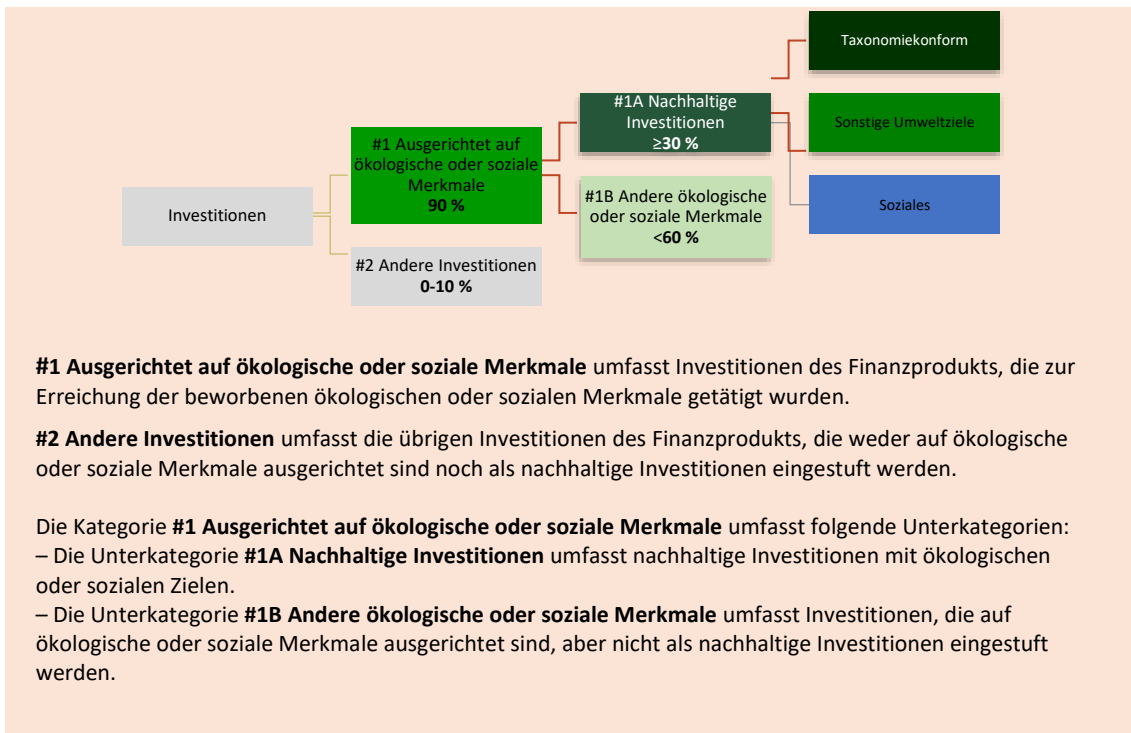 Taxonomiekonform
#1A Nachhaltige
Investitionen
≥30 %
Sonstige Umweltziele
#1 Ausgerichtet auf
ökologische oder soziale
Merkmale
90 %
#1B Andere ökologische
oder soziale Merkmale
<60 %
Soziales
Investitionen
#2 Andere Investitionen
0-10 %
#1 Ausgerichtet auf ökologische oder soziale Merkmale umfasst Investitionen des Finanzprodukts, die zur
Erreichung der beworbenen ökologischen oder sozialen Merkmale getätigt wurden.
#2 Andere Investitionen umfasst die übrigen Investitionen des Finanzprodukts, die weder auf ökologische
oder soziale Merkmale ausgerichtet sind noch als nachhaltige Investitionen eingestuft werden.
Die Kategorie #1 Ausgerichtet auf ökologische oder soziale Merkmale umfasst folgende Unterkategorien:
– Die Unterkategorie #1A Nachhaltige Investitionen umfasst nachhaltige Investitionen mit ökologischen
oder sozialen Zielen.
– Die Unterkategorie #1B Andere ökologische oder soziale Merkmale umfasst Investitionen, die auf
ökologische oder soziale Merkmale ausgerichtet sind, aber nicht als nachhaltige Investitionen eingestuft
werden.